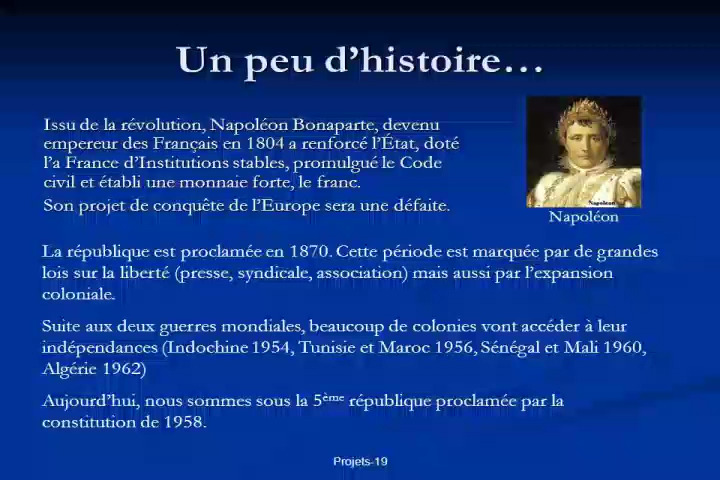 Un peu d’histoire…
Issu de la révolution, Napoléon Bonaparte, devenu
empereur des Français en 1804 a renforcé l’État, doté
l’a France d’Institutions stables, promulgué le Code
civil et établi une monnaie forte, le franc.
Son projet de conquête de l’Europe sera une défaite.
Napoléon
Napoléon
La république est proclamée en 1870. Cette période est marquée par de grandes
lois sur la liberté (presse, syndicale, association) mais aussi par l’expansion
coloniale.
Suite aux deux guerres mondiales, beaucoup de colonies vont accéder à leur
indépendances (Indochine 1954, Tunisie et Maroc 1956, Sénégal et Mali 1960,
Algérie 1962)
Aujourd’hui, nous sommes sous la 5ème république proclamée par la
constitution de 1958.
Projets-19